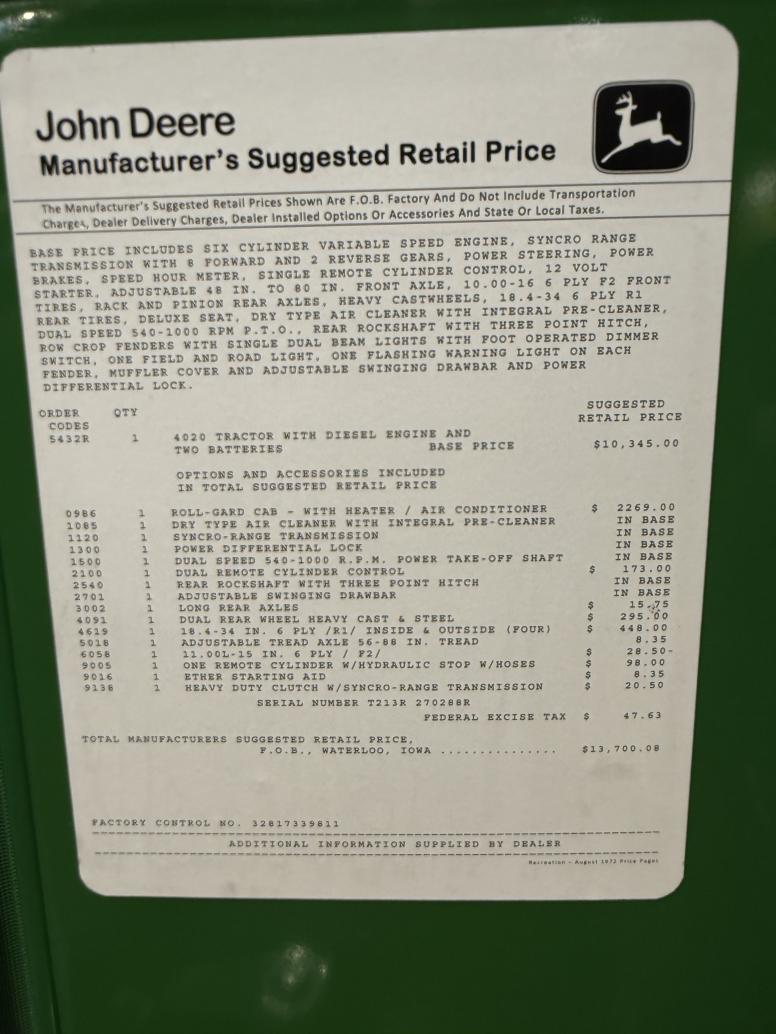 John Deere
Manufacturer's Suggested Retail Price
The Manufacturer's Suggested Retail Prices Shown Are F.O.B. Factory And Do Not Include Transportation
Charges, Dealer Delivery Charges, Dealer Installed Options Or Accessories And State Or Local Taxes.
BASE PRICE INCLUDES SIX CYLINDER VARIABLE SPEED ENGINE, SYNCRO RANGE
TRANSMISSION WITH 8 FORWARD AND 2 REVERSE GEARS, POWER STEERING, POWER
BRAKES, SPEED HOUR METER, SINGLE REMOTE CYLINDER CONTROL, 12 VOLT
STARTER, ADJUSTABLE 48 IN. TO 80 IN. FRONT AXLE, 10.00-16 6 PLY F2 FRONT
TIRES, RACK AND PINION REAR AXLES, HEAVY CASTWHEELS, 18.4-34 6 PLY R1
REAR TIRES, DELUXE SEAT, DRY TYPE AIR CLEANER WITH INTEGRAL PRE-CLEANER,
DUAL SPEED 540-1000 RPM P.T.O., REAR ROCKSHAFT WITH THREE POINT HITCH,
ROW CROP FENDERS WITH SINGLE DUAL BEAM LIGHTS WITH FOOT OPERATED DIMMER
SWITCH, ONE FIELD AND ROAD LIGHT, ONE FLASHING WARNING LIGHT ON EACH
FENDER, MUFFLER COVER AND ADJUSTABLE SWINGING DRAWBAR AND POWER
DIFFERENTIAL LOCK.
ORDER CODES QTY SUGGESTED RETAIL PRICE
5432R 1 4020 TRACTOR WITH DIESEL ENGINE AND
TWO BATTERIES BASE PRICE $10,345.00
OPTIONS AND ACCESSORIES INCLUDED
IN TOTAL SUGGESTED RETAIL PRICE
0986 1 ROLL-GARD CAB - WITH HEATER / AIR CONDITIONER $ 2269.00
1085 1 DRY TYPE AIR CLEANER WITH INTEGRAL PRE-CLEANER IN BASE
1120 1 SYNCRO-RANGE TRANSMISSION IN BASE
1300 1 POWER DIFFERENTIAL LOCK IN BASE
1500 1 DUAL SPEED 540-1000 R.P.M. POWER TAKE-OFF SHAFT IN BASE
2100 1 DUAL REMOTE CYLINDER CONTROL $ 173.00
2540 1 REAR ROCKSHAFT WITH THREE POINT HITCH IN BASE
2701 1 ADJUSTABLE SWINGING DRAWBAR IN BASE
3002 1 LONG REAR AXLES $ 15.75
4091 1 DUAL REAR WHEEL HEAVY CAST & STEEL $ 295.00
4619 1 18.4-34 IN. 6 PLY /R1/ INSIDE & OUTSIDE (FOUR) $ 448.00
5018 1 ADJUSTABLE TREAD AXLE 56-88 IN. TREAD 8.35
6058 1 11.00L-15 IN. 6 PLY / F2/ $ 28.50-
9005 1 ONE REMOTE CYLINDER W/HYDRAULIC STOP W/HOSES $ 98.00
9016 1 ETHER STARTING AID $ 8.35
9138 1 HEAVY DUTY CLUTCH W/SYNCRO-RANGE TRANSMISSION $ 20.50
SERIAL NUMBER T213R 270288R
FEDERAL EXCISE TAX $ 47.63
TOTAL MANUFACTURERS SUGGESTED RETAIL PRICE,
F.O.B., WATERLOO, IOWA ............... $13,700.08
FACTORY CONTROL NO. 32817339811
ADDITIONAL INFORMATION SUPPLIED BY DEALER
Recreation - August 1972 Price Pages